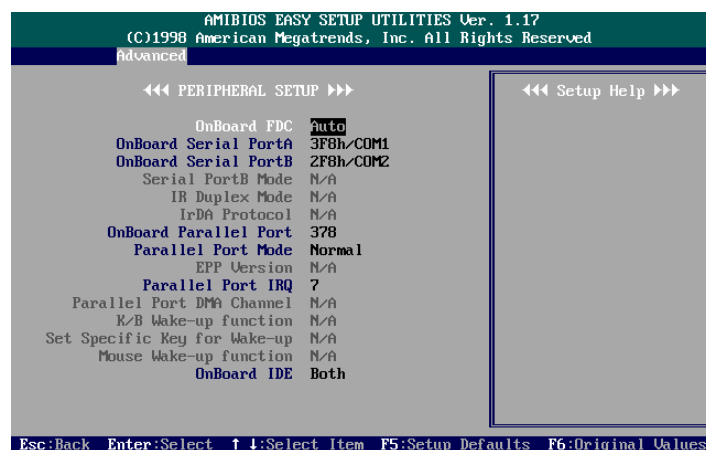 AMIBIOS EASY SETUP UTILITIES Ver. 1.17
(C)1998 American Megatrends, Inc. All Rights Reserved
Advanced
PERIPHERAL SETUP
Setup Help
OnBoard FDC Auto
OnBoard Serial PortA 3F8h/COM1
OnBoard Serial PortB 2F8h/COM2
Serial PortB Mode N/A
IR Duplex Mode N/A
IrDA Protocol N/A
OnBoard Parallel Port 378
Parallel Port Mode Normal
EPP Version N/A
Parallel Port IRQ 7
Parallel Port DMA Channel N/A
K/B Wake-up function N/A
Set Specific Key for Wake-up N/A
Mouse Wake-up function N/A
OnBoard IDE Both
Esc:Back Enter:Select ↑ ↓:Select Item F5:Setup Defaults F6:Original Values